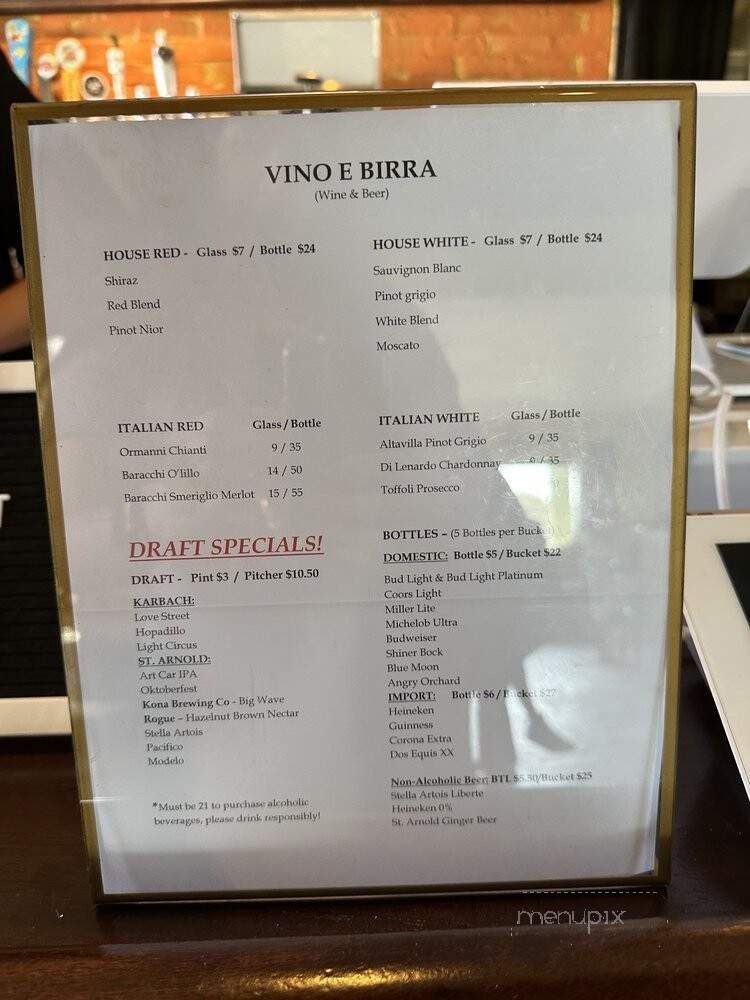 VINO E BIRRA
(Wine & Beer)
HOUSE RED - Glass $7 / Bottle $24
Shiraz
Red Blend
Pinot Nior
HOUSE WHITE - Glass $7 / Bottle $24
Sauvignon Blanc
Pinot grigio
White Blend
Moscato
ITALIAN RED Glass / Bottle
Ormanni Chianti 9 / 35
Baracchi O'lillo 14 / 50
Baracchi Smeriglio Merlot 15 / 55
ITALIAN WHITE Glass / Bottle
Altavilla Pinot Grigio 9 / 35
Di Lenardo Chardonnay 9 / 35
Toffoli Prosecco
DRAFT SPECIALS!
DRAFT - Pint $3 / Pitcher $10.50
KARBACH:
Love Street
Hopadillo
Light Circus
ST. ARNOLD:
Art Car IPA
Oktoberfest
Kona Brewing Co - Big Wave
Rogue – Hazelnut Brown Nectar
Stella Artois
Pacifico
Modelo
*Must be 21 to purchase alcoholic
beverages, please drink responsibly!
BOTTLES – (5 Bottles per Bucket)
DOMESTIC: Bottle $5 / Bucket $22
Bud Light & Bud Light Platinum
Coors Light
Miller Lite
Michelob Ultra
Budweiser
Shiner Bock
Blue Moon
Angry Orchard
IMPORT: Bottle $6 / Bucket $27
Heineken
Guinness
Corona Extra
Dos Equis XX
Non-Alcoholic Beer: BTL $5.50/Bucket $25
Stella Artois Liberte
Heineken 0%
St. Arnold Ginger Beer
menupix